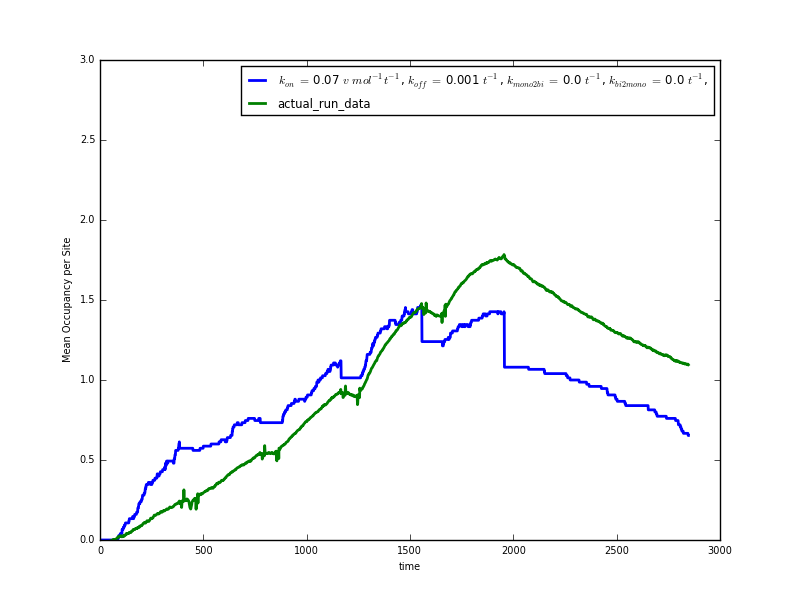 3.0
k_on = 0.07 v mol^−1 t^−1, k_off = 0.001 t^−1, k_mono2bi = 0.0 t^−1, k_bi2mono = 0.0 t^−1,
actual_run_data
2.5
2.0
Mean Occupancy per Site
1.5
1.0
0.5
0.0
0 500 1000 1500 2000 2500 3000
time